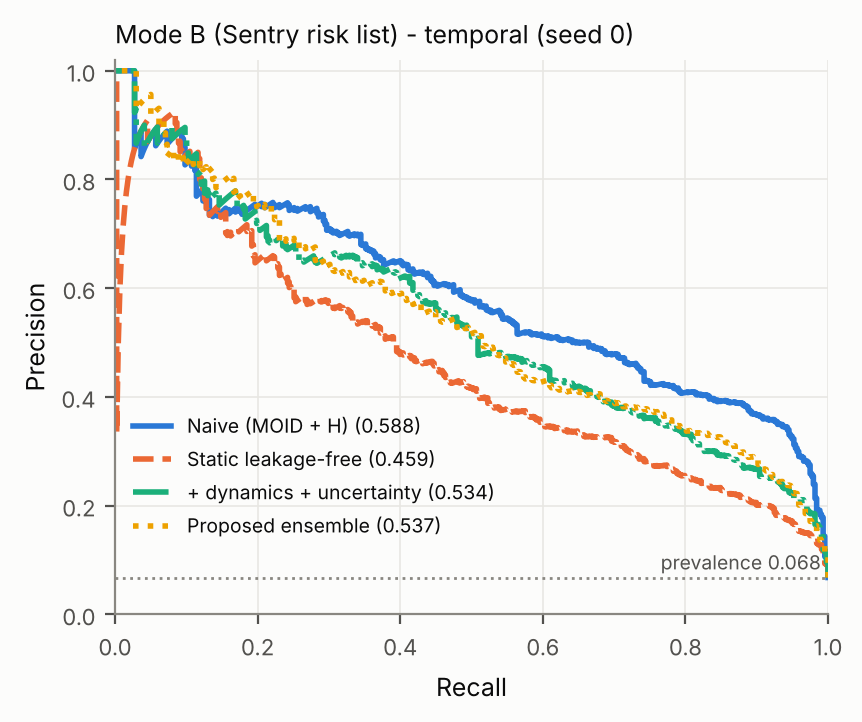 Mode B (Sentry risk list) - temporal (seed 0)
1.0
0.8
0.6
0.4
0.2
0.0
Precision
Naive (MOID + H) (0.588)
Static leakage-free (0.459)
+ dynamics + uncertainty (0.534)
Proposed ensemble (0.537)
prevalence 0.068
0.0 0.2 0.4 0.6 0.8 1.0
Recall